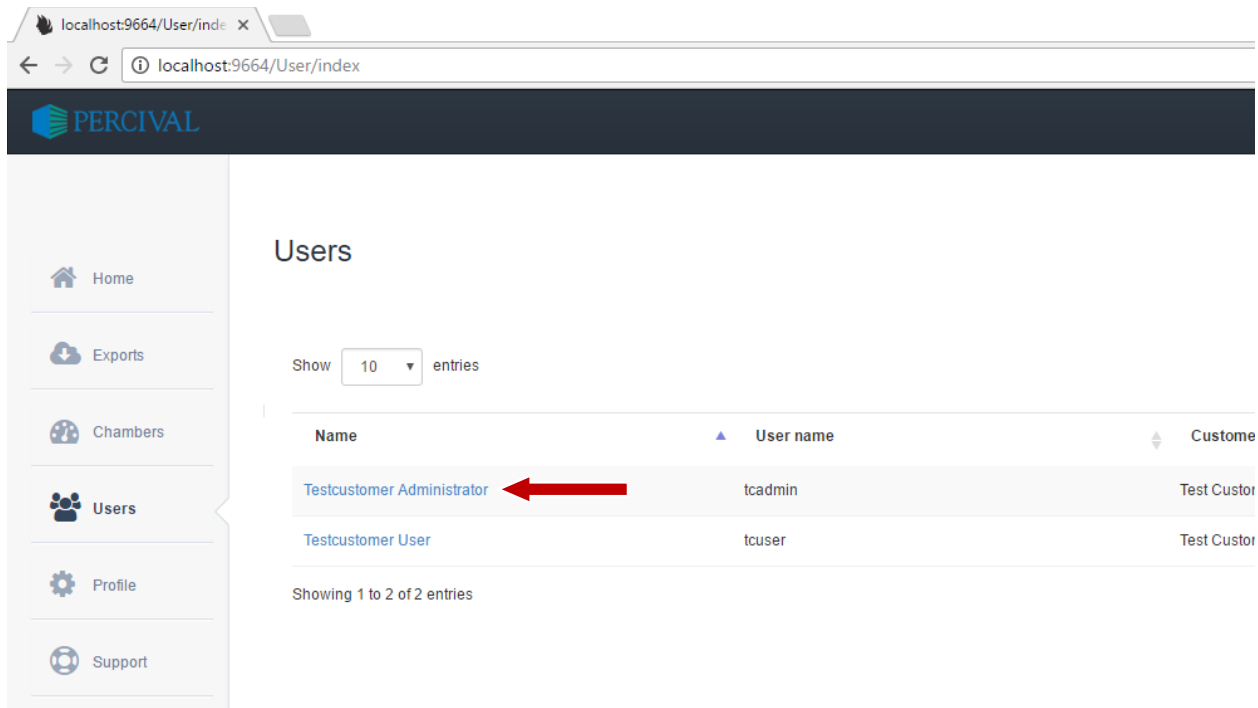 localhost:9664/User/inde
localhost:9664/User/index
PERCIVAL
Users
Home
Exports
Chambers
Users
Profile
Support
Show 10 entries
Name User name Custome
Testcustomer Administrator tcadmin Test Custor
Testcustomer User tcuser Test Custor
Showing 1 to 2 of 2 entries